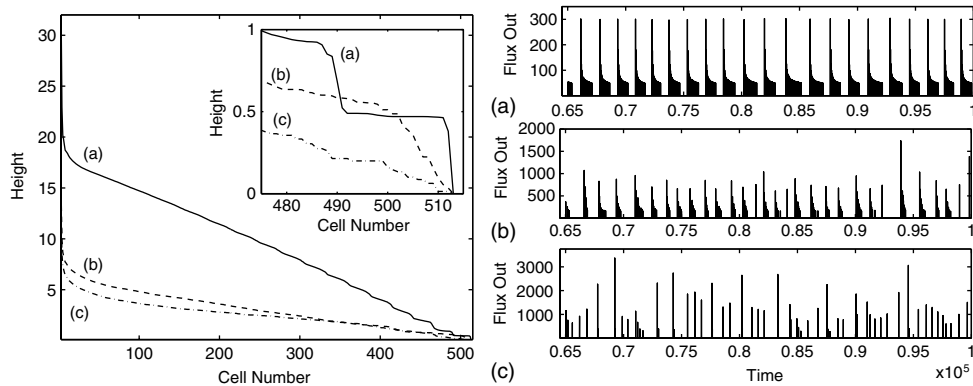 30
25
20
15
10
5
Height
(a)
(b)
(c)
100
200
300
400
500
Cell Number
1
0.5
0
Height
(a)
(b)
(c)
480
490
500
510
Cell Number
300
200
100
Flux Out
(a)
0.65
0.7
0.75
0.8
0.85
0.9
0.95
1
2000
1500
1000
500
Flux Out
(b)
0.65
0.7
0.75
0.8
0.85
0.9
0.95
1
3000
2000
1000
Flux Out
(c)
0.65
0.7
0.75
0.8
0.85
0.9
0.95
1
Time
x 10⁵